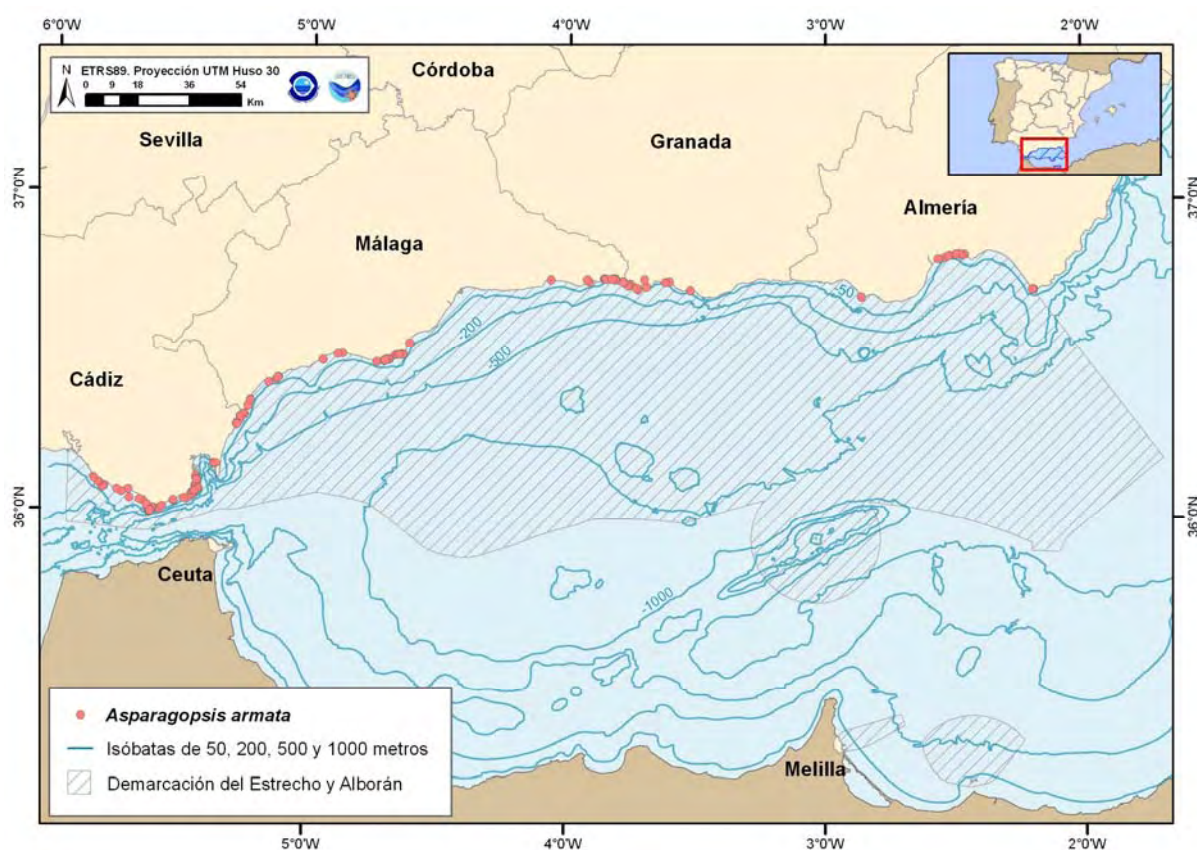 6°0'W
5°0'W
4°0'W
3°0'W
2°0'W
N
ETRS89. Proyección UTM Huso 30
0 9 18 36 54
Km
Córdoba
Sevilla
Granada
37°0'N
37°0'N
Almería
Málaga
-50
-200
-500
Cádiz
36°0'N
36°0'N
Ceuta
-1000
Asparagopsis armata
Isóbatas de 50, 200, 500 y 1000 metros
Demarcación del Estrecho y Alborán
Melilla
5°0'W
4°0'W
3°0'W
2°0'W